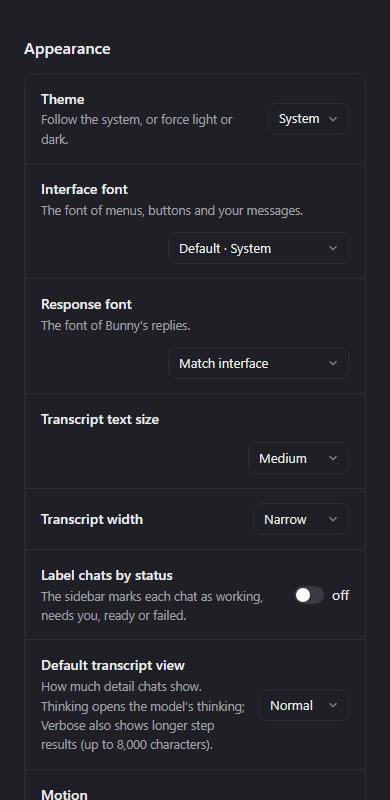 Appearance
Theme
Follow the system, or force light or
dark.
System
Interface font
The font of menus, buttons and your messages.
Default · System
Response font
The font of Bunny's replies.
Match interface
Transcript text size
Medium
Transcript width
Narrow
Label chats by status
The sidebar marks each chat as working,
needs you, ready or failed.
off
Default transcript view
How much detail chats show.
Thinking opens the model's thinking;
Verbose also shows longer step
results (up to 8,000 characters).
Normal
Motion